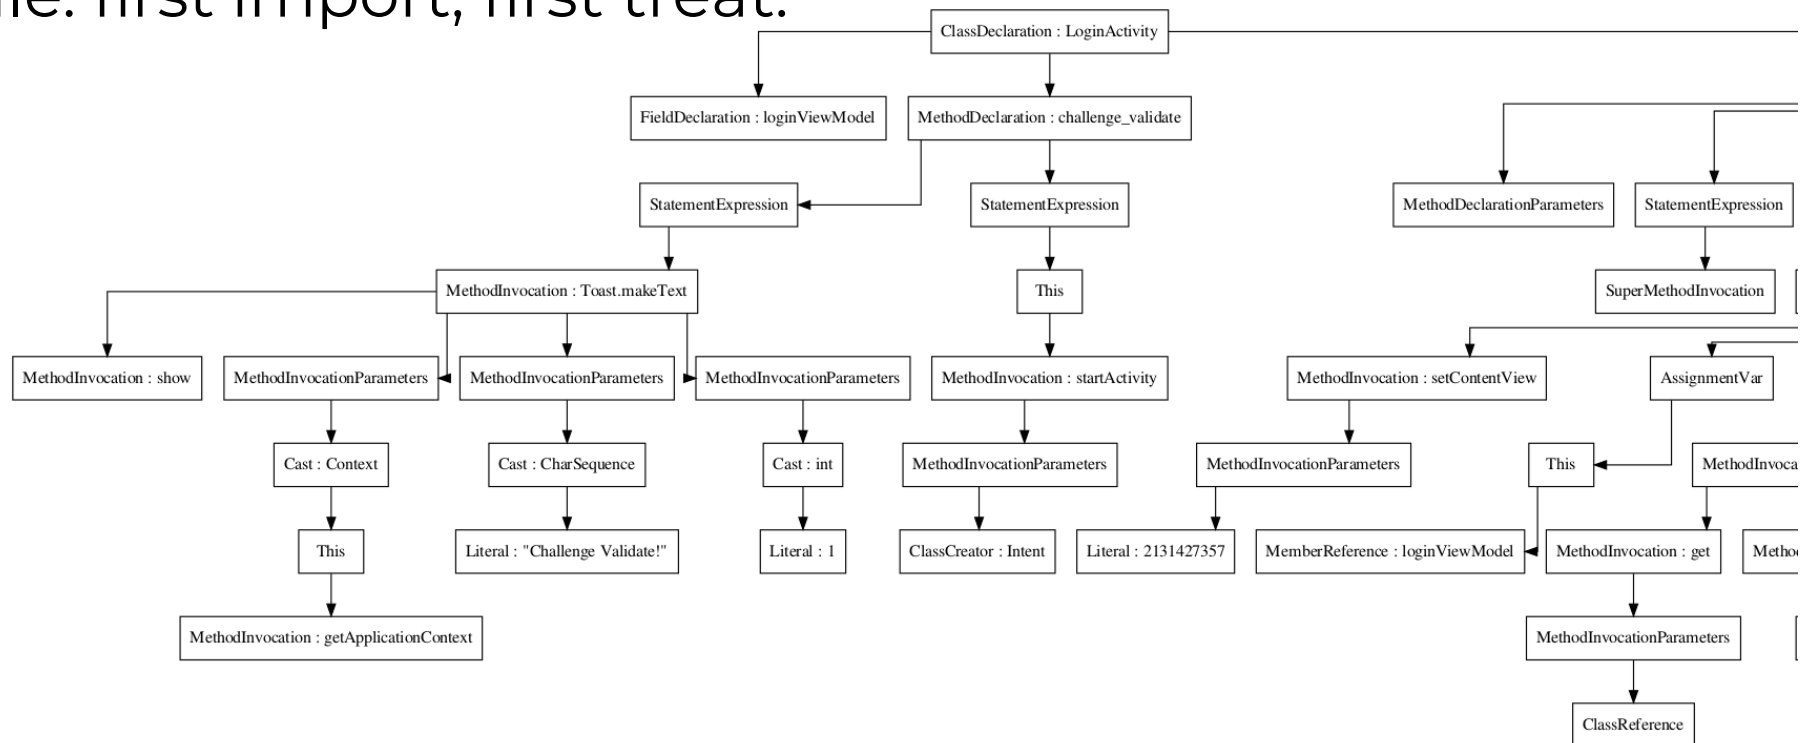 first import, first treat.
ClassDeclaration : LoginActivity
FieldDeclaration : loginViewModel
MethodDeclaration : challenge_validate
StatementExpression
StatementExpression
MethodDeclarationParameters
StatementExpression
MethodInvocation : Toast.makeText
This
SuperMethodInvocation
MethodInvocation : show
MethodInvocationParameters
MethodInvocationParameters
MethodInvocationParameters
MethodInvocation : startActivity
MethodInvocation : setContentView
AssignmentVar
Cast : Context
Cast : CharSequence
Cast : int
MethodInvocationParameters
MethodInvocationParameters
This
MethodInvoca
This
Literal : "Challenge Validate!"
Literal : 1
ClassCreator : Intent
Literal : 2131427357
MemberReference : loginViewModel
MethodInvocation : get
Metho
MethodInvocation : getApplicationContext
MethodInvocationParameters
ClassReference